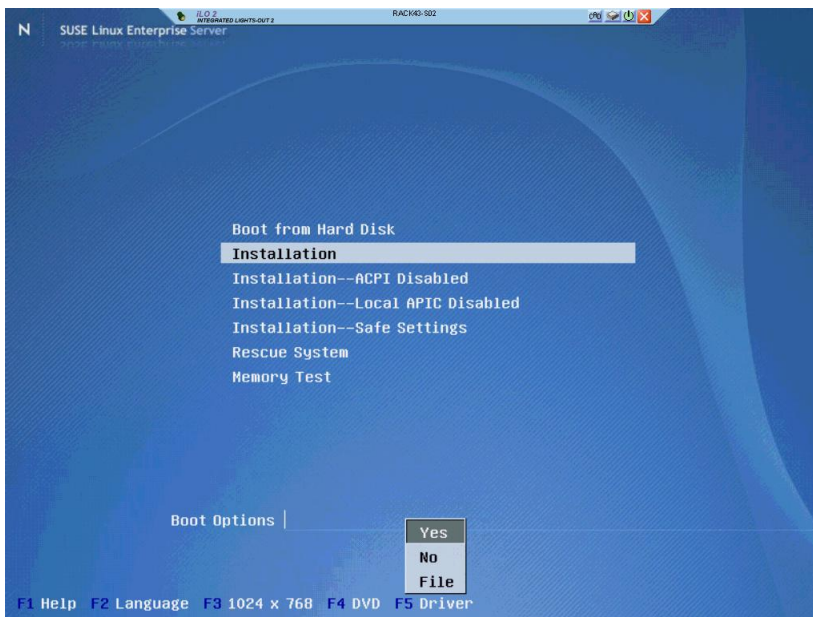 iLO 2
INTEGRATED LIGHTS-OUT 2
RACK43-S02
N SUSE Linux Enterprise Server
Boot from Hard Disk
Installation
Installation--ACPI Disabled
Installation--Local APIC Disabled
Installation--Safe Settings
Rescue System
Memory Test
Boot Options
Yes
No
File
F1 Help F2 Language F3 1024 x 768 F4 DVD F5 Driver